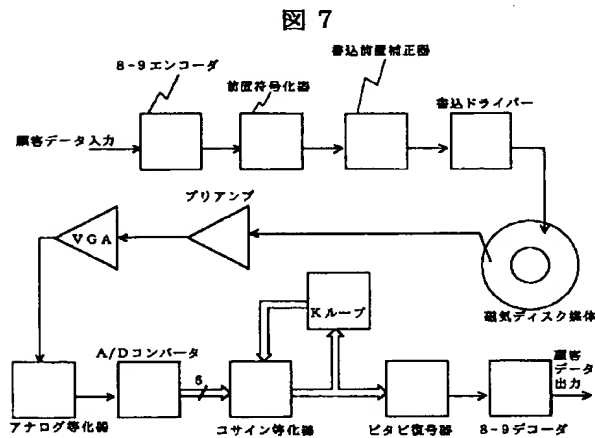 図 7
8-9エンコーダ
前置符号化器
書込前置補正器
書込ドライバー
顧客データ入力
プリアンプ
VGA
磁気ディスク媒体
Kループ
A/Dコンバータ
6
顧客
データ
出力
アナログ等化器
コサイン等化器
ビタビ復号器
8-9デコーダ